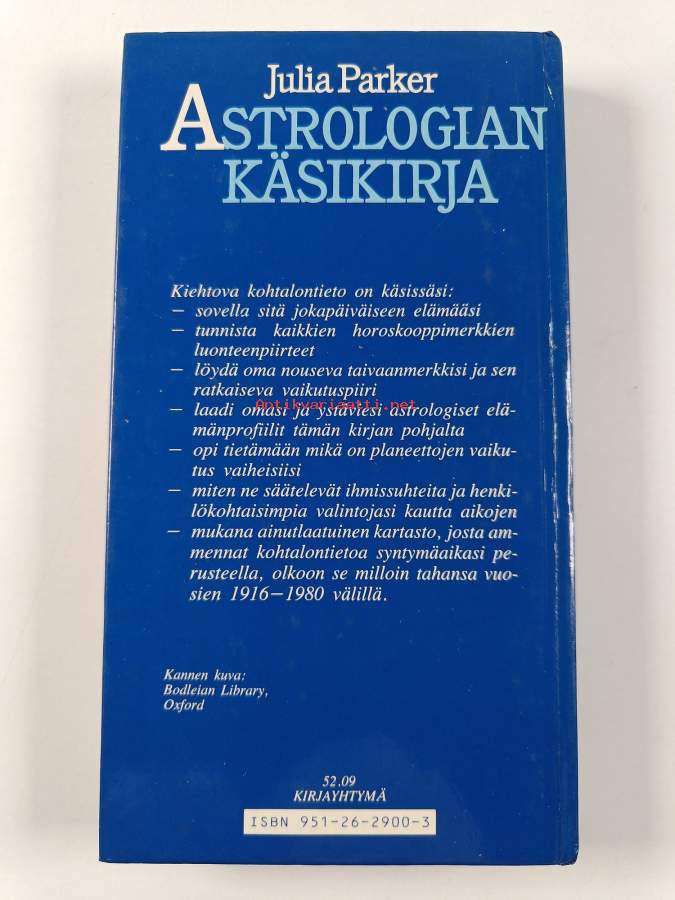 Julia Parker
ASTROLOGIAN
KÄSIKIRJA
Kiehtova kohtalontieto on käsissäsi:
– sovella sitä jokapäiväiseen elämääsi
– tunnista kaikkien horoskooppimerkkien
luonteenpiirteet
– löydä oma nouseva taivaanmerkkisi ja sen
ratkaiseva vaikutuspiiri
– laadi omasi ja ystäviesi astrologiset elä-
mänprofiilit tämän kirjan pohjalta
Antikvariaatti.net
– opi tietämään mikä on planeettojen vaiku-
tus vaiheisiisi
– miten ne säätelevät ihmissuhteita ja henki-
lökohtaisimpia valintojasi kautta aikojen
– mukana ainutlaatuinen kartasto, josta am-
mennat kohtalontietoa syntymäaikasi pe-
rusteella, olkoon se milloin tahansa vuo-
sien 1916–1980 välillä.
Kannen kuva:
Bodleian Library,
Oxford
52.09
KIRJAYHTYMÄ
ISBN 951-26-2900-3